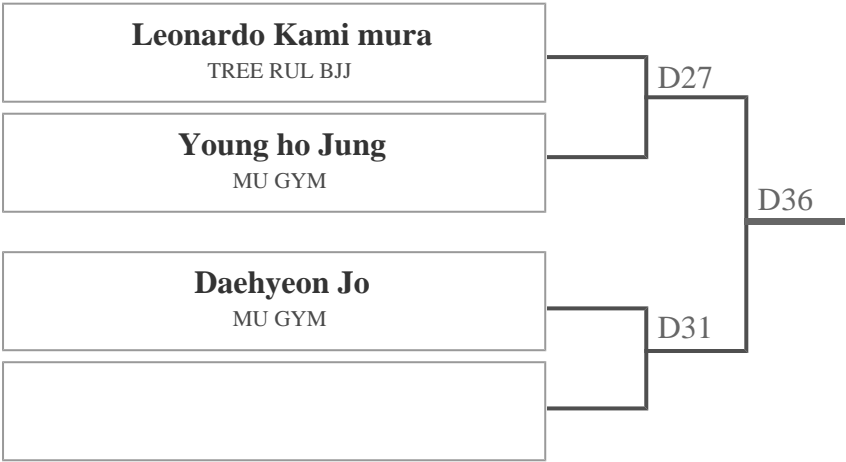 Leonardo Kami mura
TREE RUL BJJ
D27
Young ho Jung
MU GYM
D36
Daehyeon Jo
MU GYM
D31